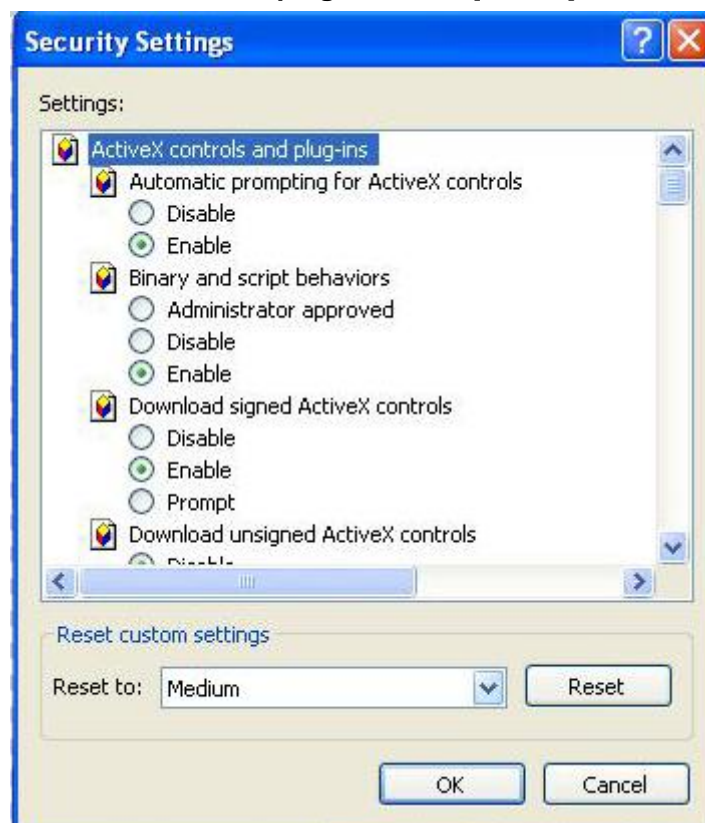 Security Settings
Settings:
ActiveX controls and plug-ins
Automatic prompting for ActiveX controls
Disable
Enable
Binary and script behaviors
Administrator approved
Disable
Enable
Download signed ActiveX controls
Disable
Enable
Prompt
Download unsigned ActiveX controls
Disable
Reset custom settings
Reset to: Medium Reset
OK Cancel